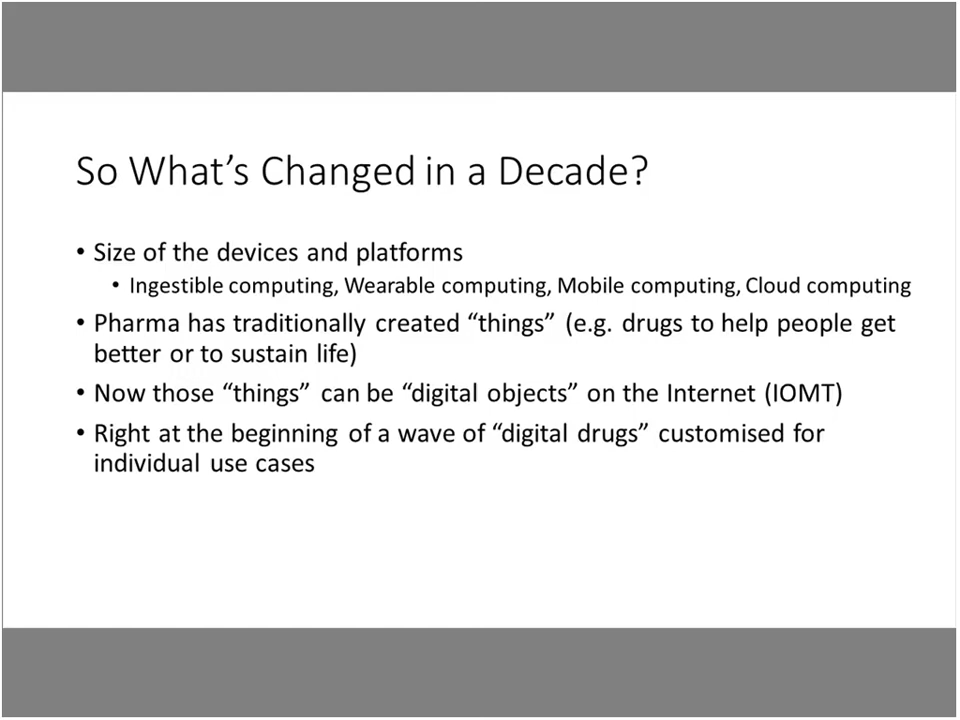 So What’s Changed in a Decade?
• Size of the devices and platforms
• Ingestible computing, Wearable computing, Mobile computing, Cloud computing
• Pharma has traditionally created “things” (e.g. drugs to help people get
better or to sustain life)
• Now those “things” can be “digital objects” on the Internet (IOMT)
• Right at the beginning of a wave of “digital drugs” customised for
individual use cases